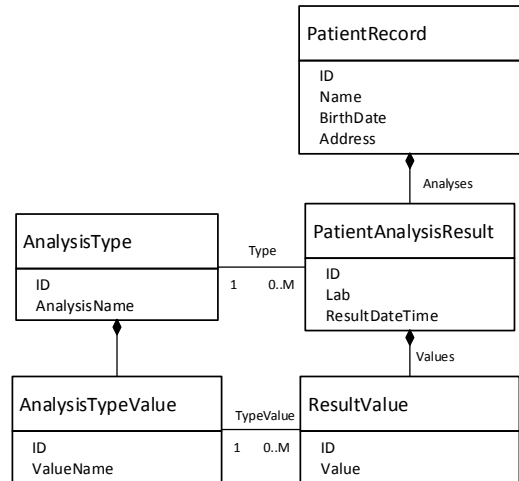 PatientRecord
ID
Name
BirthDate
Address
Analyses
AnalysisType
ID
AnalysisName
Type
1 0..M
PatientAnalysisResult
ID
Lab
ResultDateTime
Values
AnalysisTypeValue
ID
ValueName
TypeValue
1 0..M
ResultValue
ID
Value